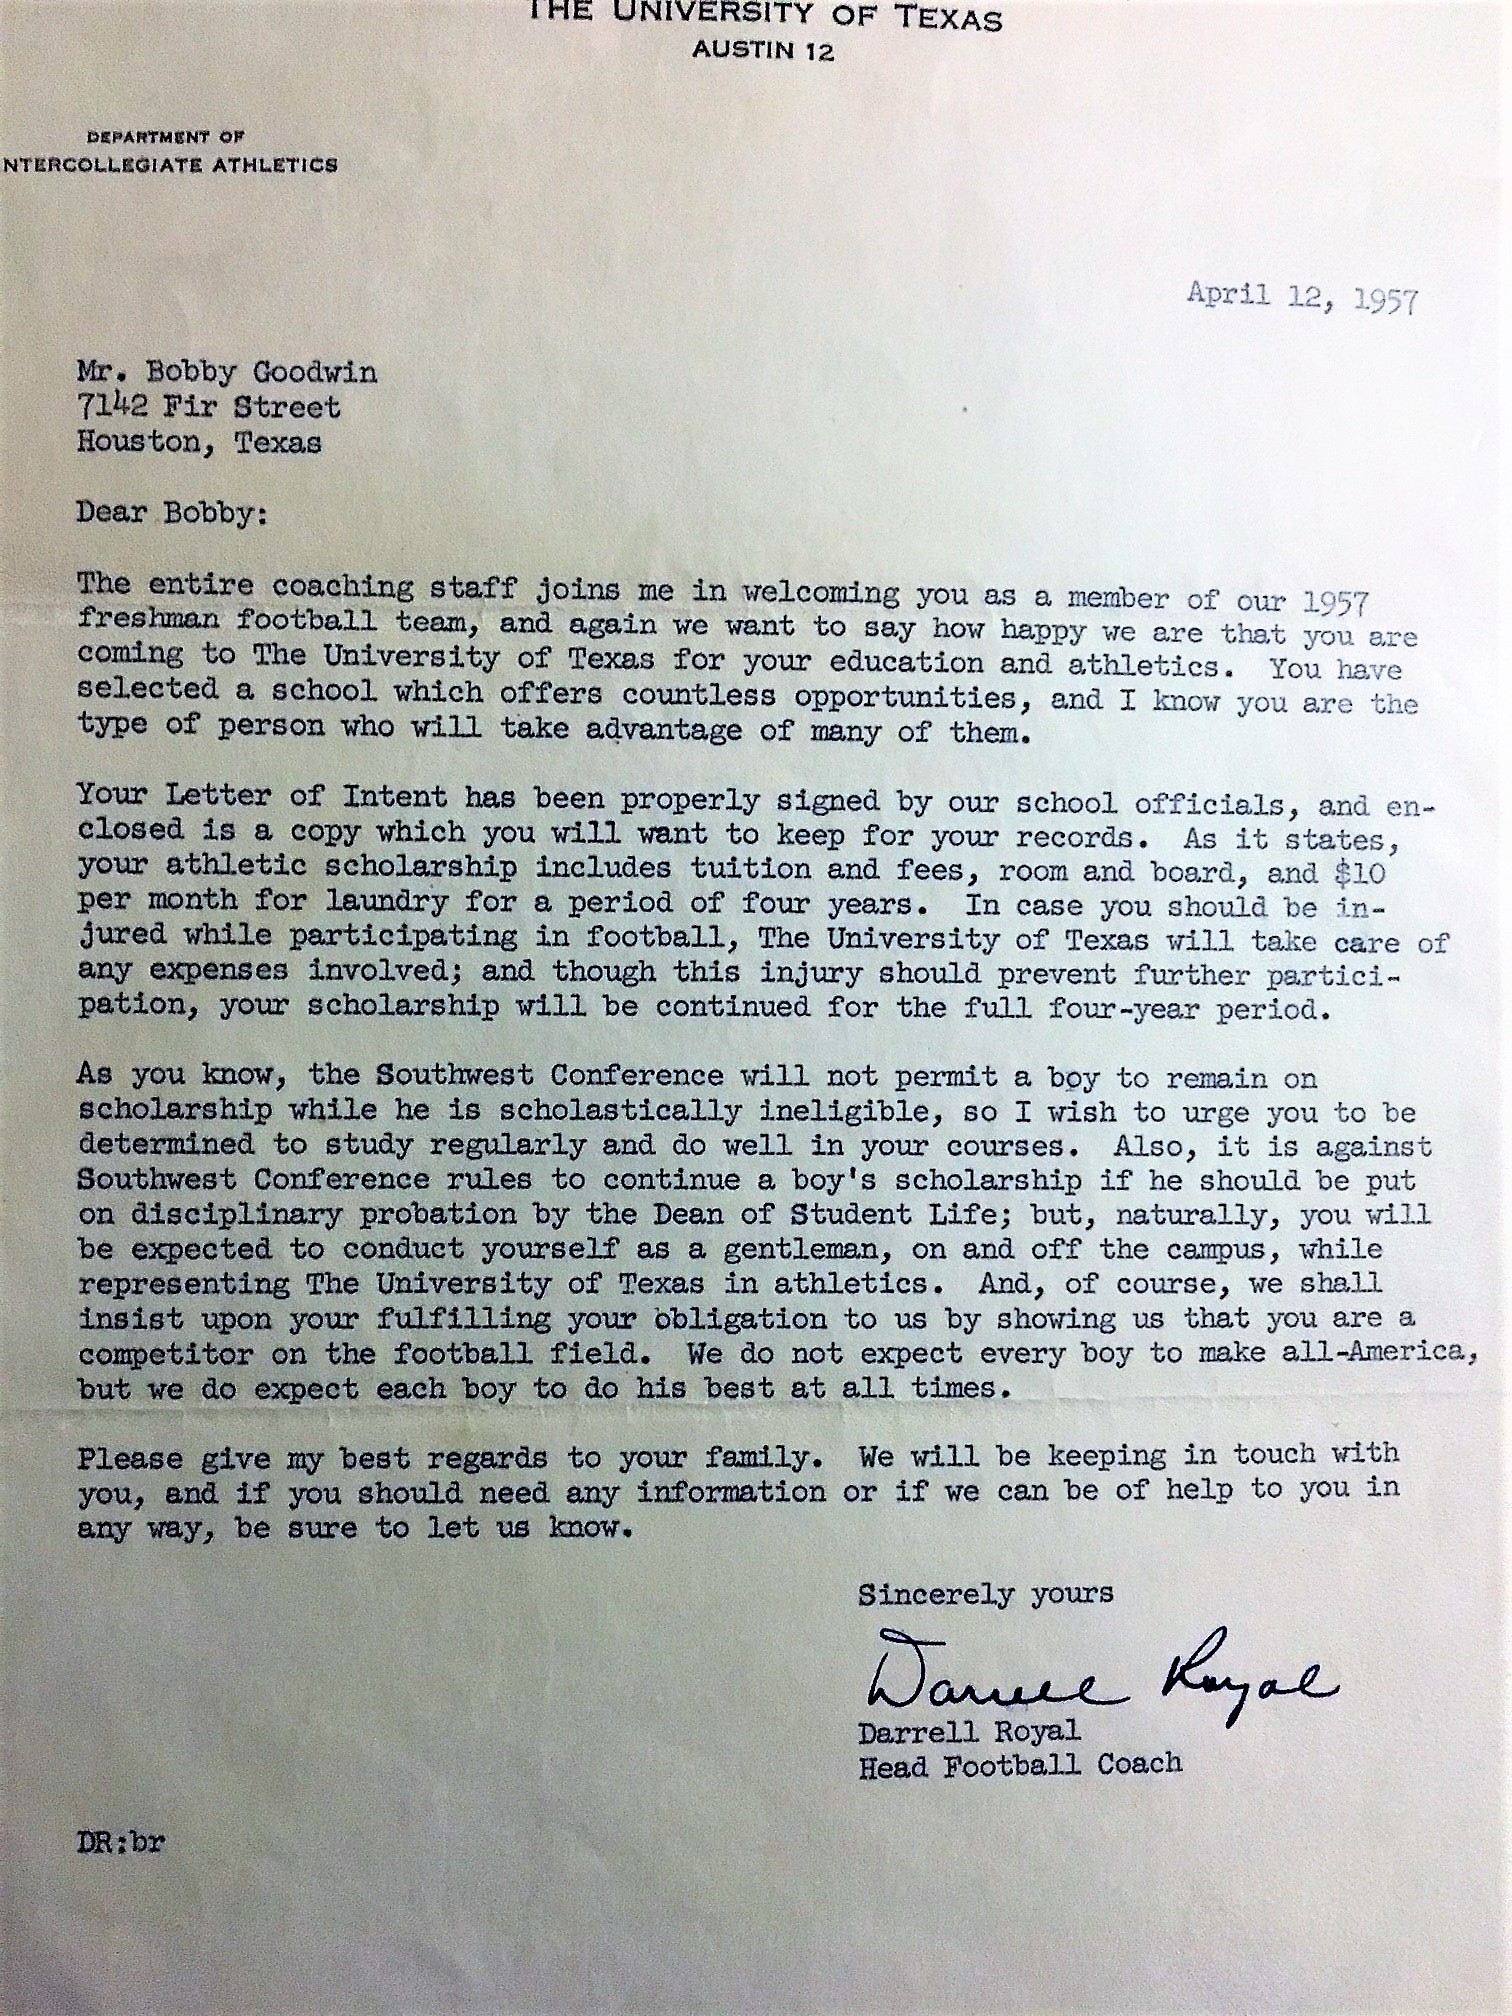 THE UNIVERSITY OF TEXAS
AUSTIN 12
DEPARTMENT OF
NTERCOLLEGIATE ATHLETICS
April 12, 1957
Mr. Bobby Goodwin
7142 Fir Street
Houston, Texas
Dear Bobby:
The entire coaching staff joins me in welcoming you as a member of our 1957
freshman football team, and again we want to say how happy we are that you are
coming to The University of Texas for your education and athletics. You have
selected a school which offers countless opportunities, and I know you are the
type of person who will take advantage of many of them.
Your Letter of Intent has been properly signed by our school officials, and en-
closed is a copy which you will want to keep for your records. As it states,
your athletic scholarship includes tuition and fees, room and board, and $10
per month for laundry for a period of four years. In case you should be in-
jured while participating in football, The University of Texas will take care of
any expenses involved; and though this injury should prevent further partici-
pation, your scholarship will be continued for the full four-year period.
As you know, the Southwest Conference will not permit a boy to remain on
scholarship while he is scholastically ineligible, so I wish to urge you to be
determined to study regularly and do well in your courses. Also, it is against
Southwest Conference rules to continue a boy's scholarship if he should be put
on disciplinary probation by the Dean of Student Life; but, naturally, you will
be expected to conduct yourself as a gentleman, on and off the campus, while
representing The University of Texas in athletics. And, of course, we shall
insist upon your fulfilling your obligation to us by showing us that you are a
competitor on the football field. We do not expect every boy to make all-America,
but we do expect each boy to do his best at all times.
Please give my best regards to your family. We will be keeping in touch with
you, and if you should need any information or if we can be of help to you in
any way, be sure to let us know.
Sincerely yours
Darrell Royal
Darrell Royal
Head Football Coach
DR:br